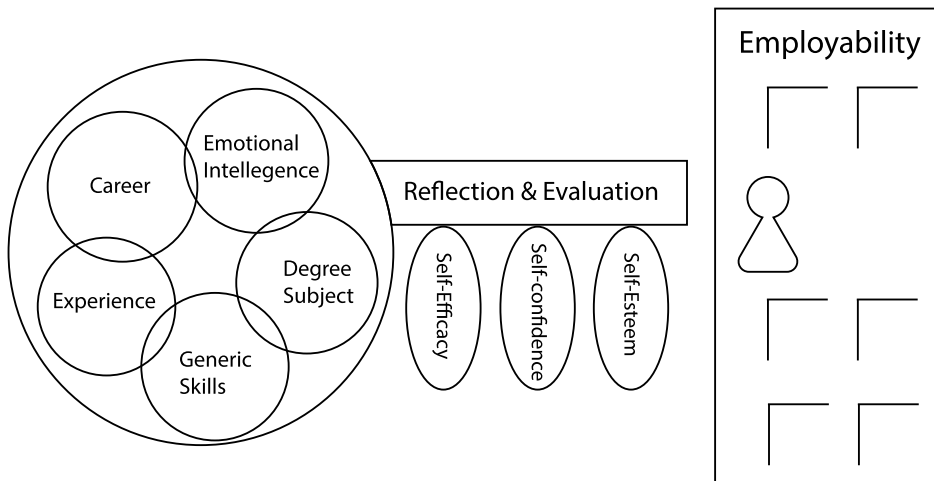 Employability
Emotional
Intellegence
Career
Reflection & Evaluation
Degree
Subject
Experience
Generic
Skills
Self-Efficacy
Self-confidence
Self-Esteem